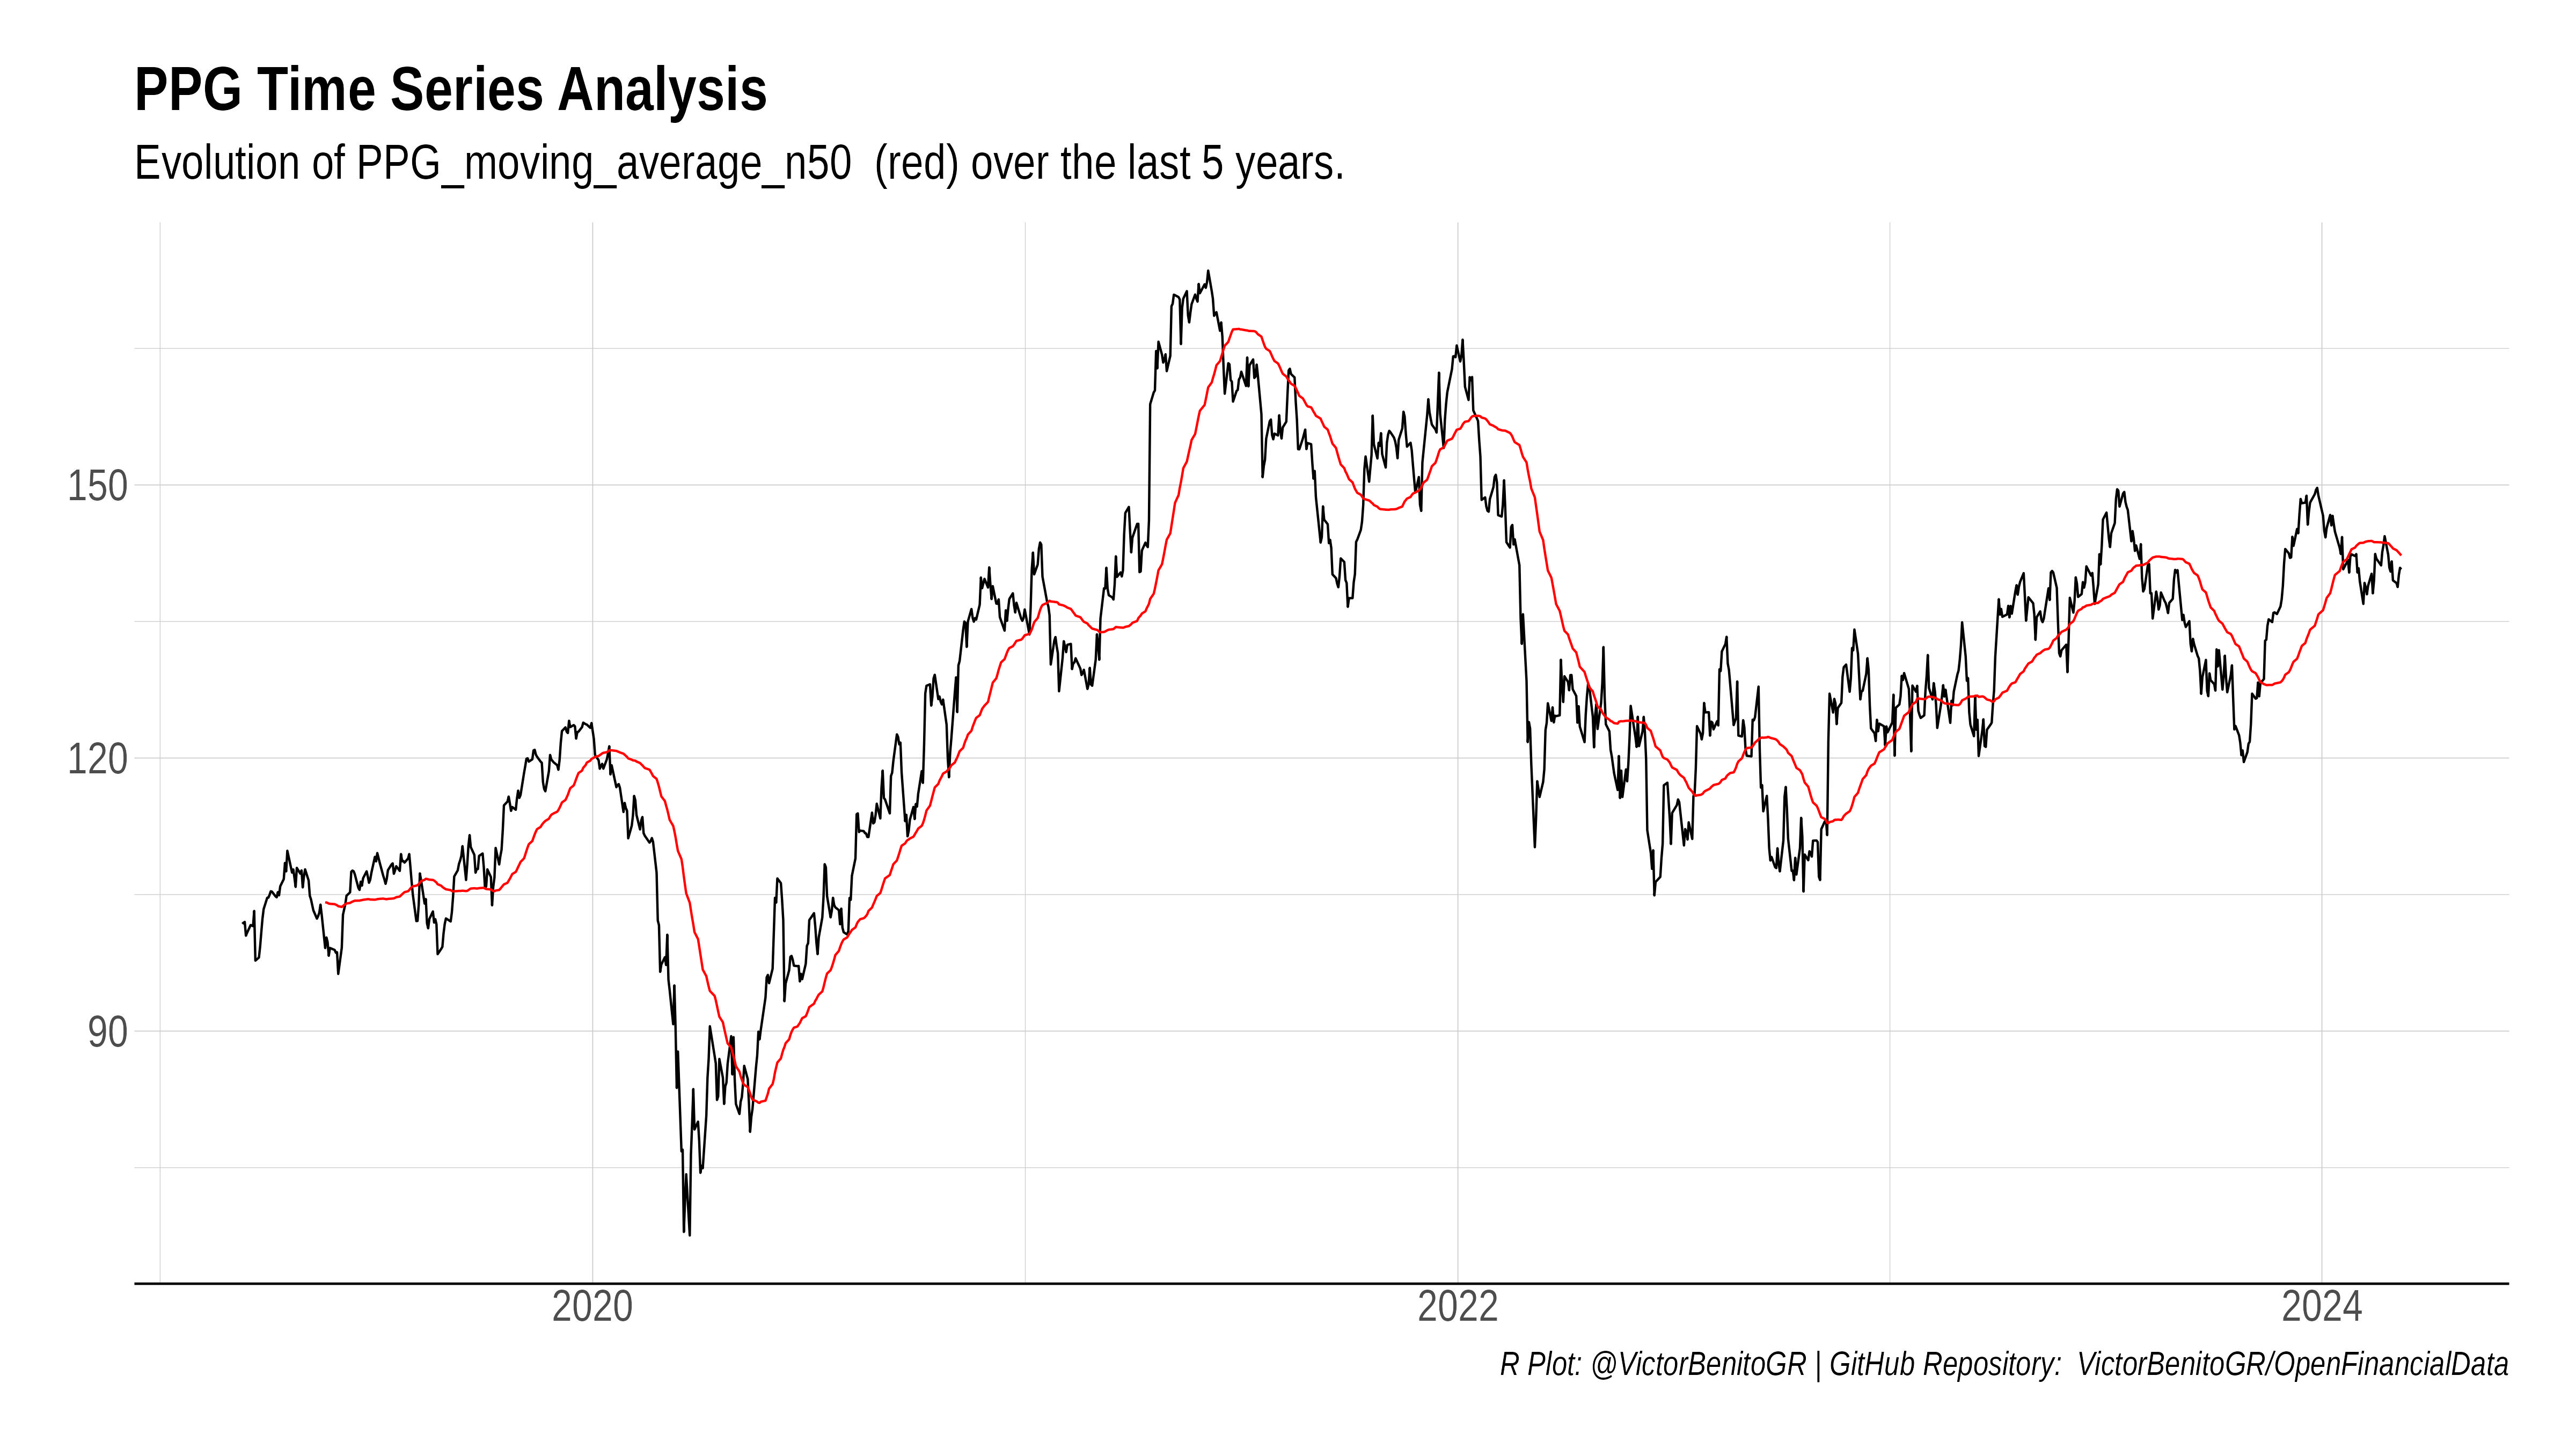 PPG Time Series Analysis
Evolution of PPG_moving_average_n50  (red) over the last 5 years.
150
120
90
2020 2022 2024
R Plot: @VictorBenitoGR | GitHub Repository:  VictorBenitoGR/OpenFinancialData